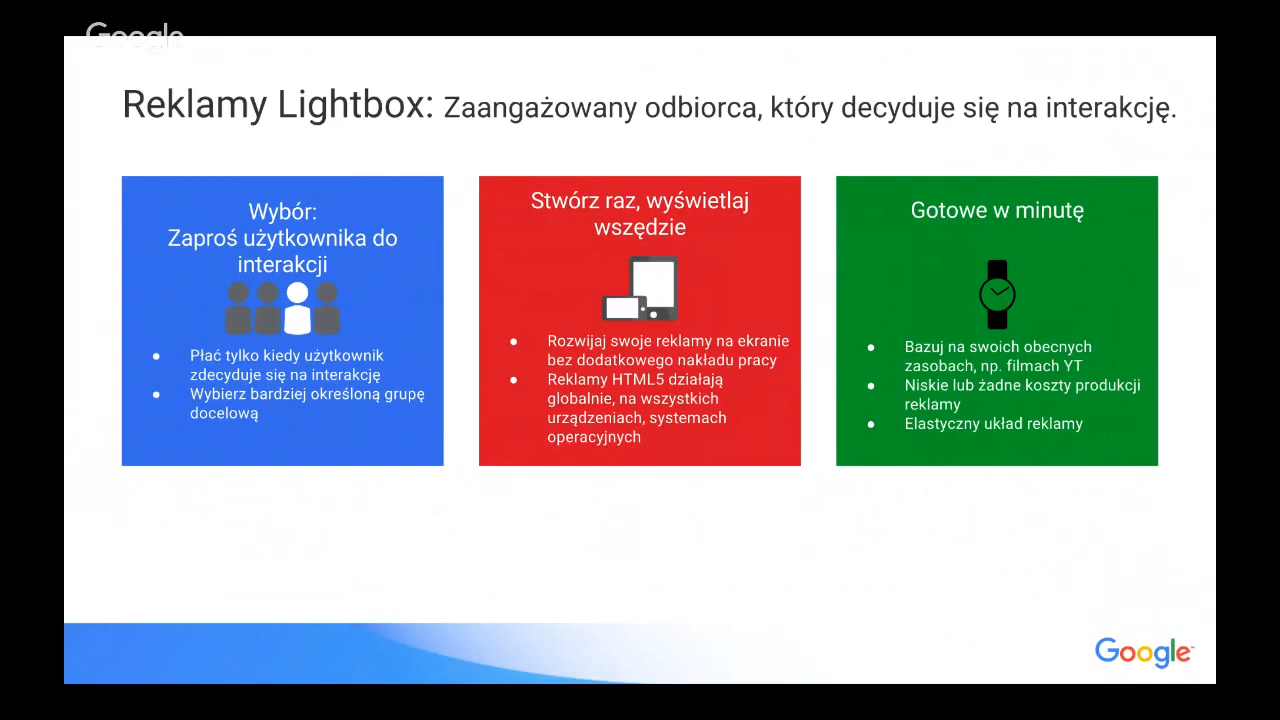 Google
Reklamy Lightbox: Zaangażowany odbiorca, który decyduje się na interakcję.
Wybór:
Zaproś użytkownika do
interakcji
● Płać tylko kiedy użytkownik
zdecyduje się na interakcję
● Wybierz bardziej określoną grupę
docelową
Stwórz raz, wyświetlaj
wszędzie
● Rozwijaj swoje reklamy na ekranie
bez dodatkowego nakładu pracy
● Reklamy HTML5 działają
globalnie, na wszystkich
urządzeniach, systemach
operacyjnych
Gotowe w minutę
● Bazuj na swoich obecnych
zasobach, np. filmach YT
● Niskie lub żadne koszty produkcji
reklamy
● Elastyczny układ reklamy
Google